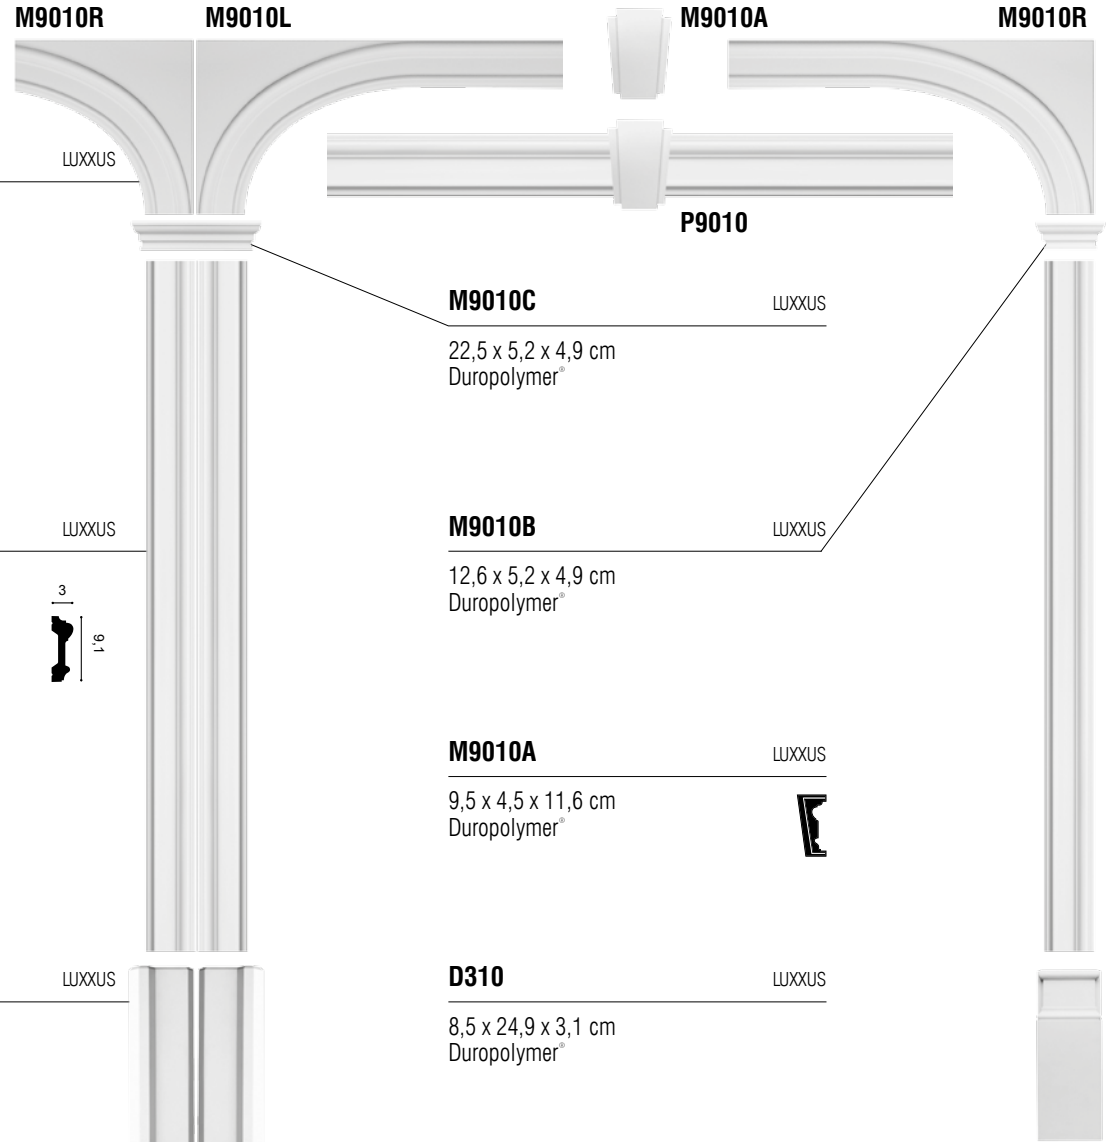 M9010R
M9010L
M9010A
M9010R
LUXXUS
P9010
M9010C LUXXUS
22,5 x 5,2 x 4,9 cm
Duropolymer®
LUXXUS
M9010B LUXXUS
12,6 x 5,2 x 4,9 cm
Duropolymer®
3
9,1
M9010A LUXXUS
9,5 x 4,5 x 11,6 cm
Duropolymer®
LUXXUS
D310 LUXXUS
8,5 x 24,9 x 3,1 cm
Duropolymer®